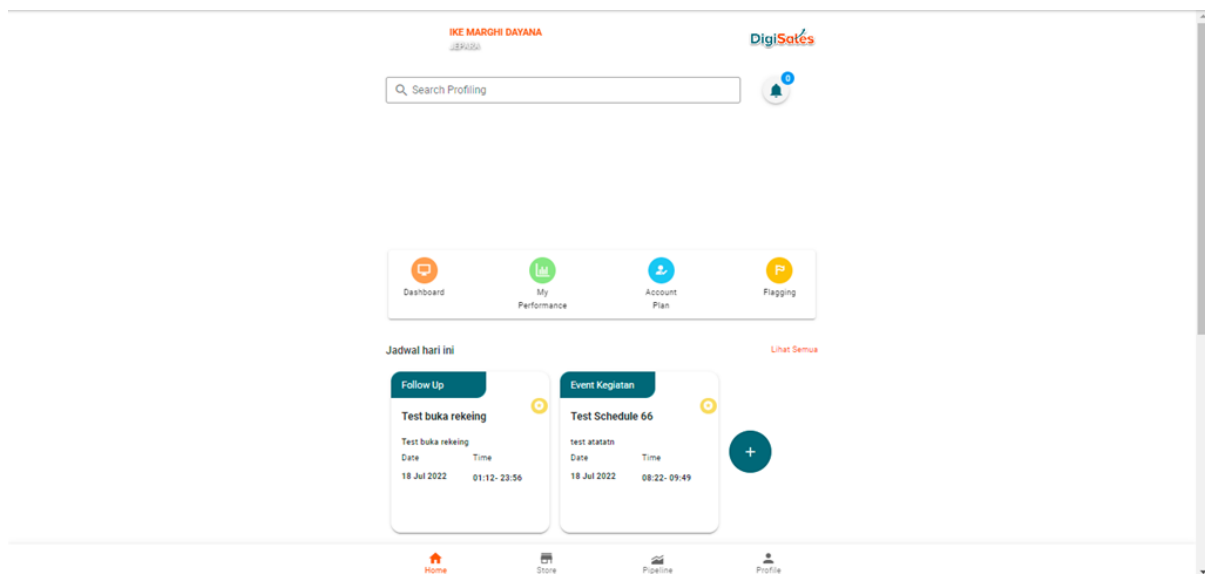 IKE MARGHI DAYANA
JEPARA
DigiSales
0
Search Profiling
Dashboard
My
Performance
Account
Plan
Flagging
Jadwal hari ini
Lihat Semua
Follow Up
Test buka rekeing
Test buka rekeing
Date Time
18 Jul 2022 01:12- 23:56
Event Kegiatan
Test Schedule 66
test atatatn
Date Time
18 Jul 2022 08:22- 09:49
+
Home
Store
Pipeline
Profile